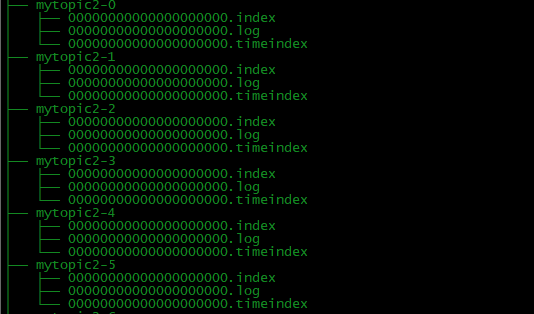 ├── mytopic2-0
│   ├── 00000000000000000000.index
│   ├── 00000000000000000000.log
│   └── 00000000000000000000.timeindex
├── mytopic2-1
│   ├── 00000000000000000000.index
│   ├── 00000000000000000000.log
│   └── 00000000000000000000.timeindex
├── mytopic2-2
│   ├── 00000000000000000000.index
│   ├── 00000000000000000000.log
│   └── 00000000000000000000.timeindex
├── mytopic2-3
│   ├── 00000000000000000000.index
│   ├── 00000000000000000000.log
│   └── 00000000000000000000.timeindex
├── mytopic2-4
│   ├── 00000000000000000000.index
│   ├── 00000000000000000000.log
│   └── 00000000000000000000.timeindex
├── mytopic2-5
│   ├── 00000000000000000000.index
│   ├── 00000000000000000000.log
│   └── 00000000000000000000.timeindex